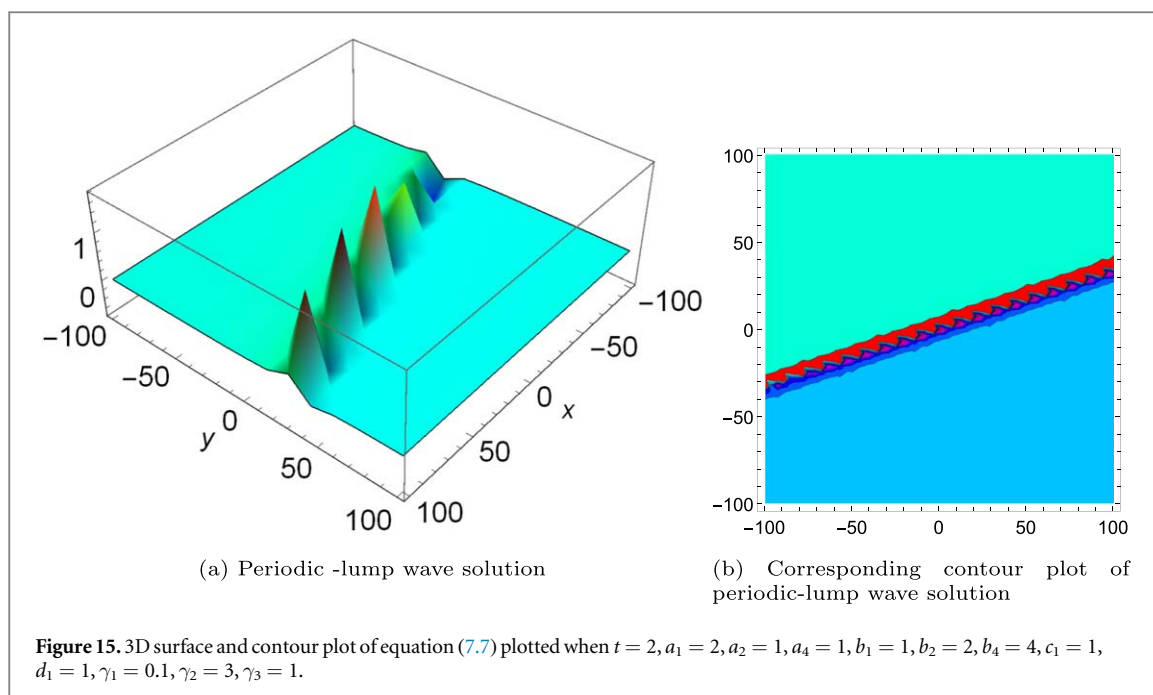 1
0
−100
−50
0
y
50
100
−100
−50
0
x
50
100
(a) Periodic -lump wave solution
100
50
0
−50
−100
−100 −50 0 50 100
(b) Corresponding contour plot of
periodic-lump wave solution
Figure 15. 3D surface and contour plot of equation (7.7) plotted when t = 2, a₁ = 2, a₂ = 1, a₄ = 1, b₁ = 1, b₂ = 2, b₄ = 4, c₁ = 1,
d₁ = 1, γ₁ = 0.1, γ₂ = 3, γ₃ = 1.